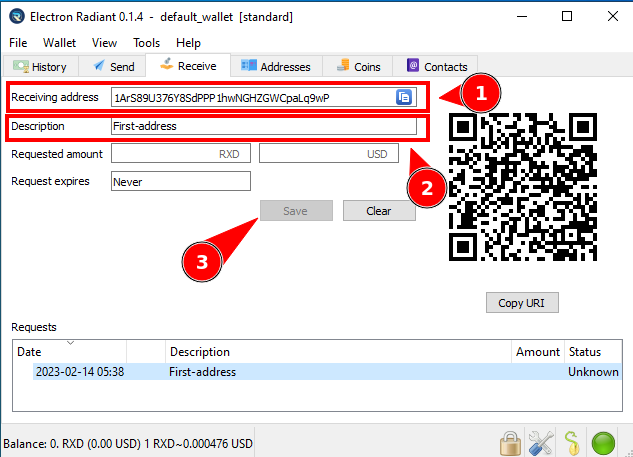 Electron Radiant 0.1.4 - default_wallet [standard]
File Wallet View Tools Help
History Send Receive Addresses Coins Contacts
Receiving address 1ArS89U376Y8SdPPP1hwNGHZGWCpaLq9wP
1
Description First-address
Requested amount RXD USD
2
Request expires Never
Save Clear
3
Copy URI
Requests
Date Description Amount Status
2023-02-14 05:38 First-address Unknown
Balance: 0. RXD (0.00 USD) 1 RXD~0.000476 USD